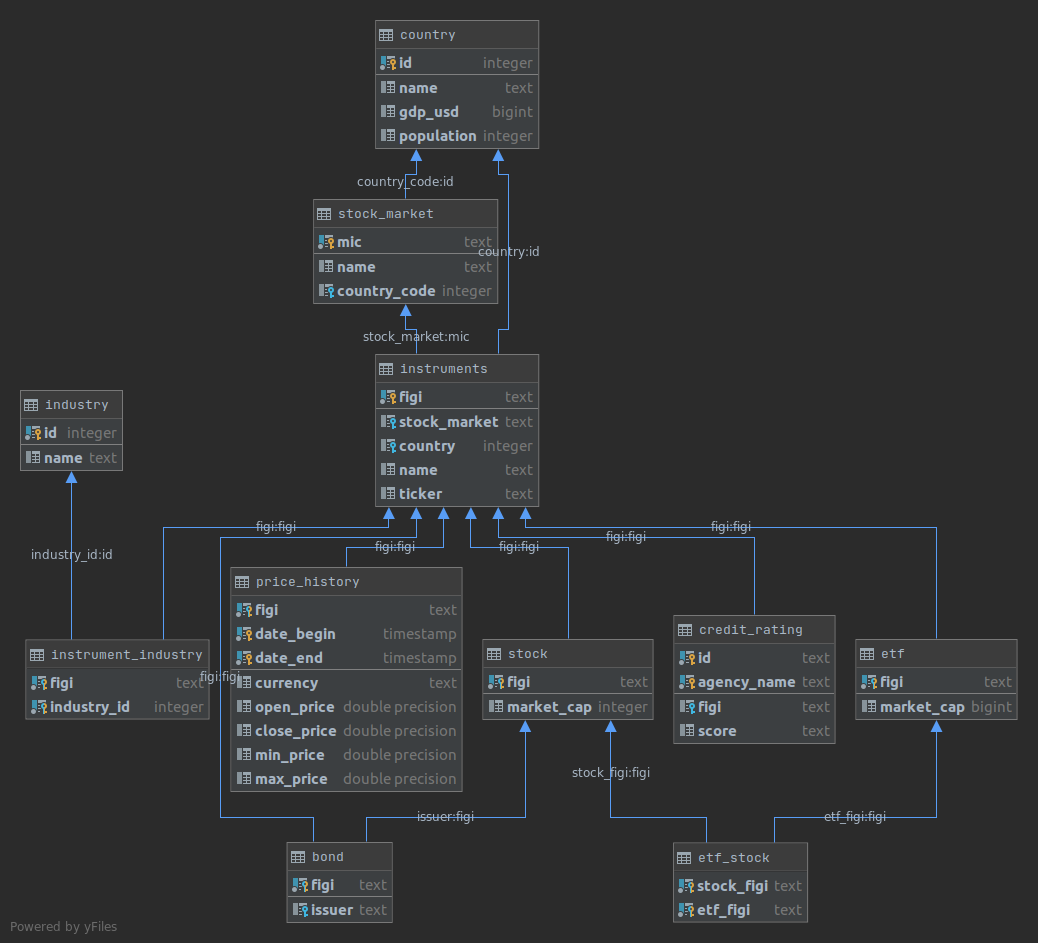 country
id integer
name text
gdp_usd bigint
population integer
country_code:id
stock_market
mic text
name text
country_code integer
country:id
stock_market:mic
instruments
figi text
stock_market text
country integer
name text
ticker text
industry
id integer
name text
industry_id:id
figi:figi
figi:figi
figi:figi
figi:figi
figi:figi
instrument_industry
figi text
industry_id integer
figi:figi
price_history
figi text
date_begin timestamp
date_end timestamp
currency text
open_price double precision
close_price double precision
min_price double precision
max_price double precision
stock
figi text
market_cap integer
credit_rating
id text
agency_name text
figi text
score text
etf
figi text
market_cap bigint
stock_figi:figi
issuer:figi
etf_figi:figi
bond
figi text
issuer text
etf_stock
stock_figi text
etf_figi text
Powered by yFiles